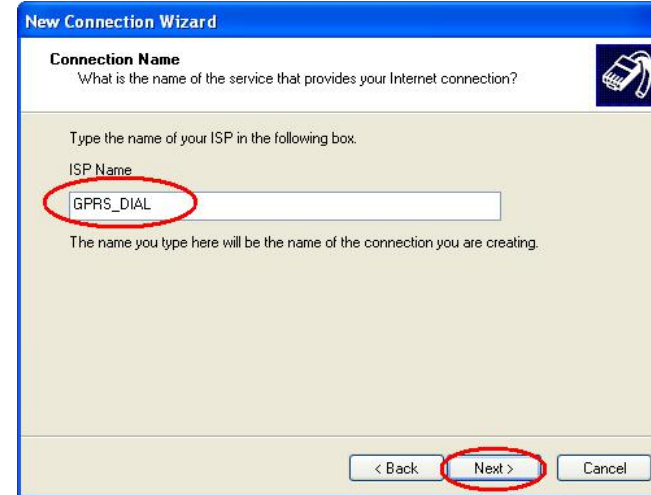 New Connection Wizard
Connection Name
What is the name of the service that provides your Internet connection?
Type the name of your ISP in the following box.
ISP Name
GPRS_DIAL
The name you type here will be the name of the connection you are creating.
< Back Next > Cancel